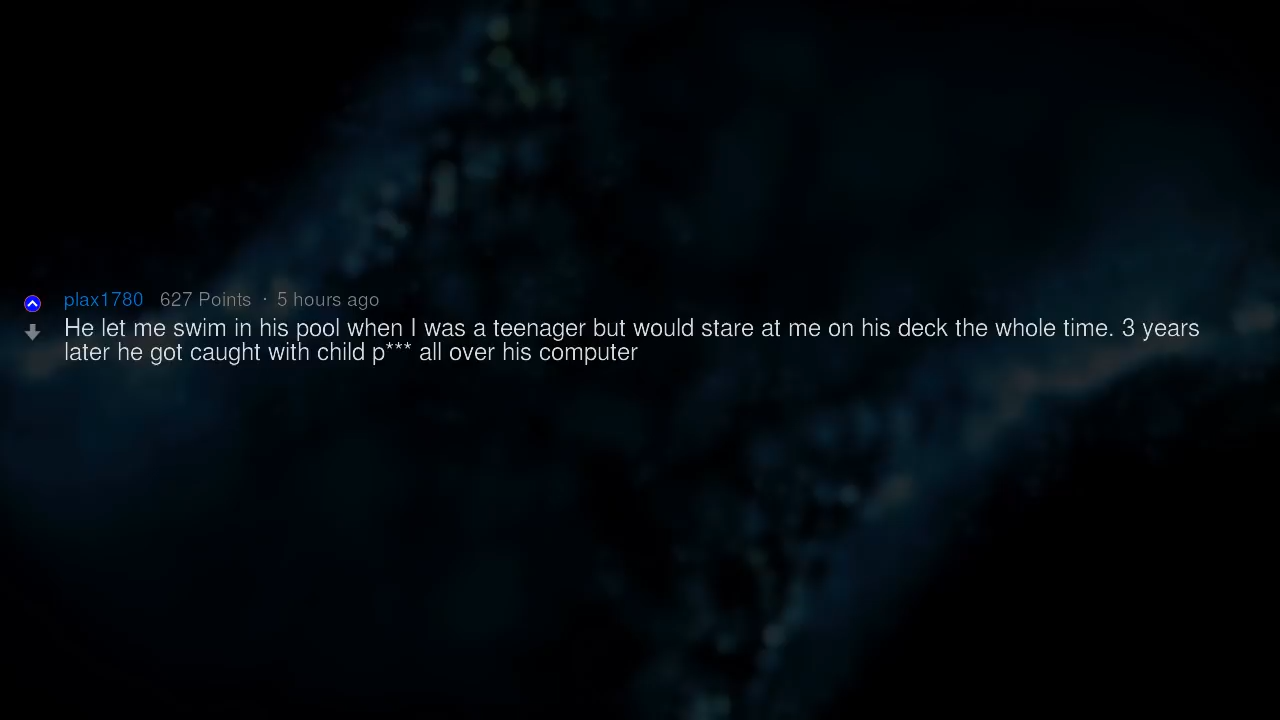 plax1780 627 Points · 5 hours ago
He let me swim in his pool when I was a teenager but would stare at me on his deck the whole time. 3 years
later he got caught with child p*** all over his computer